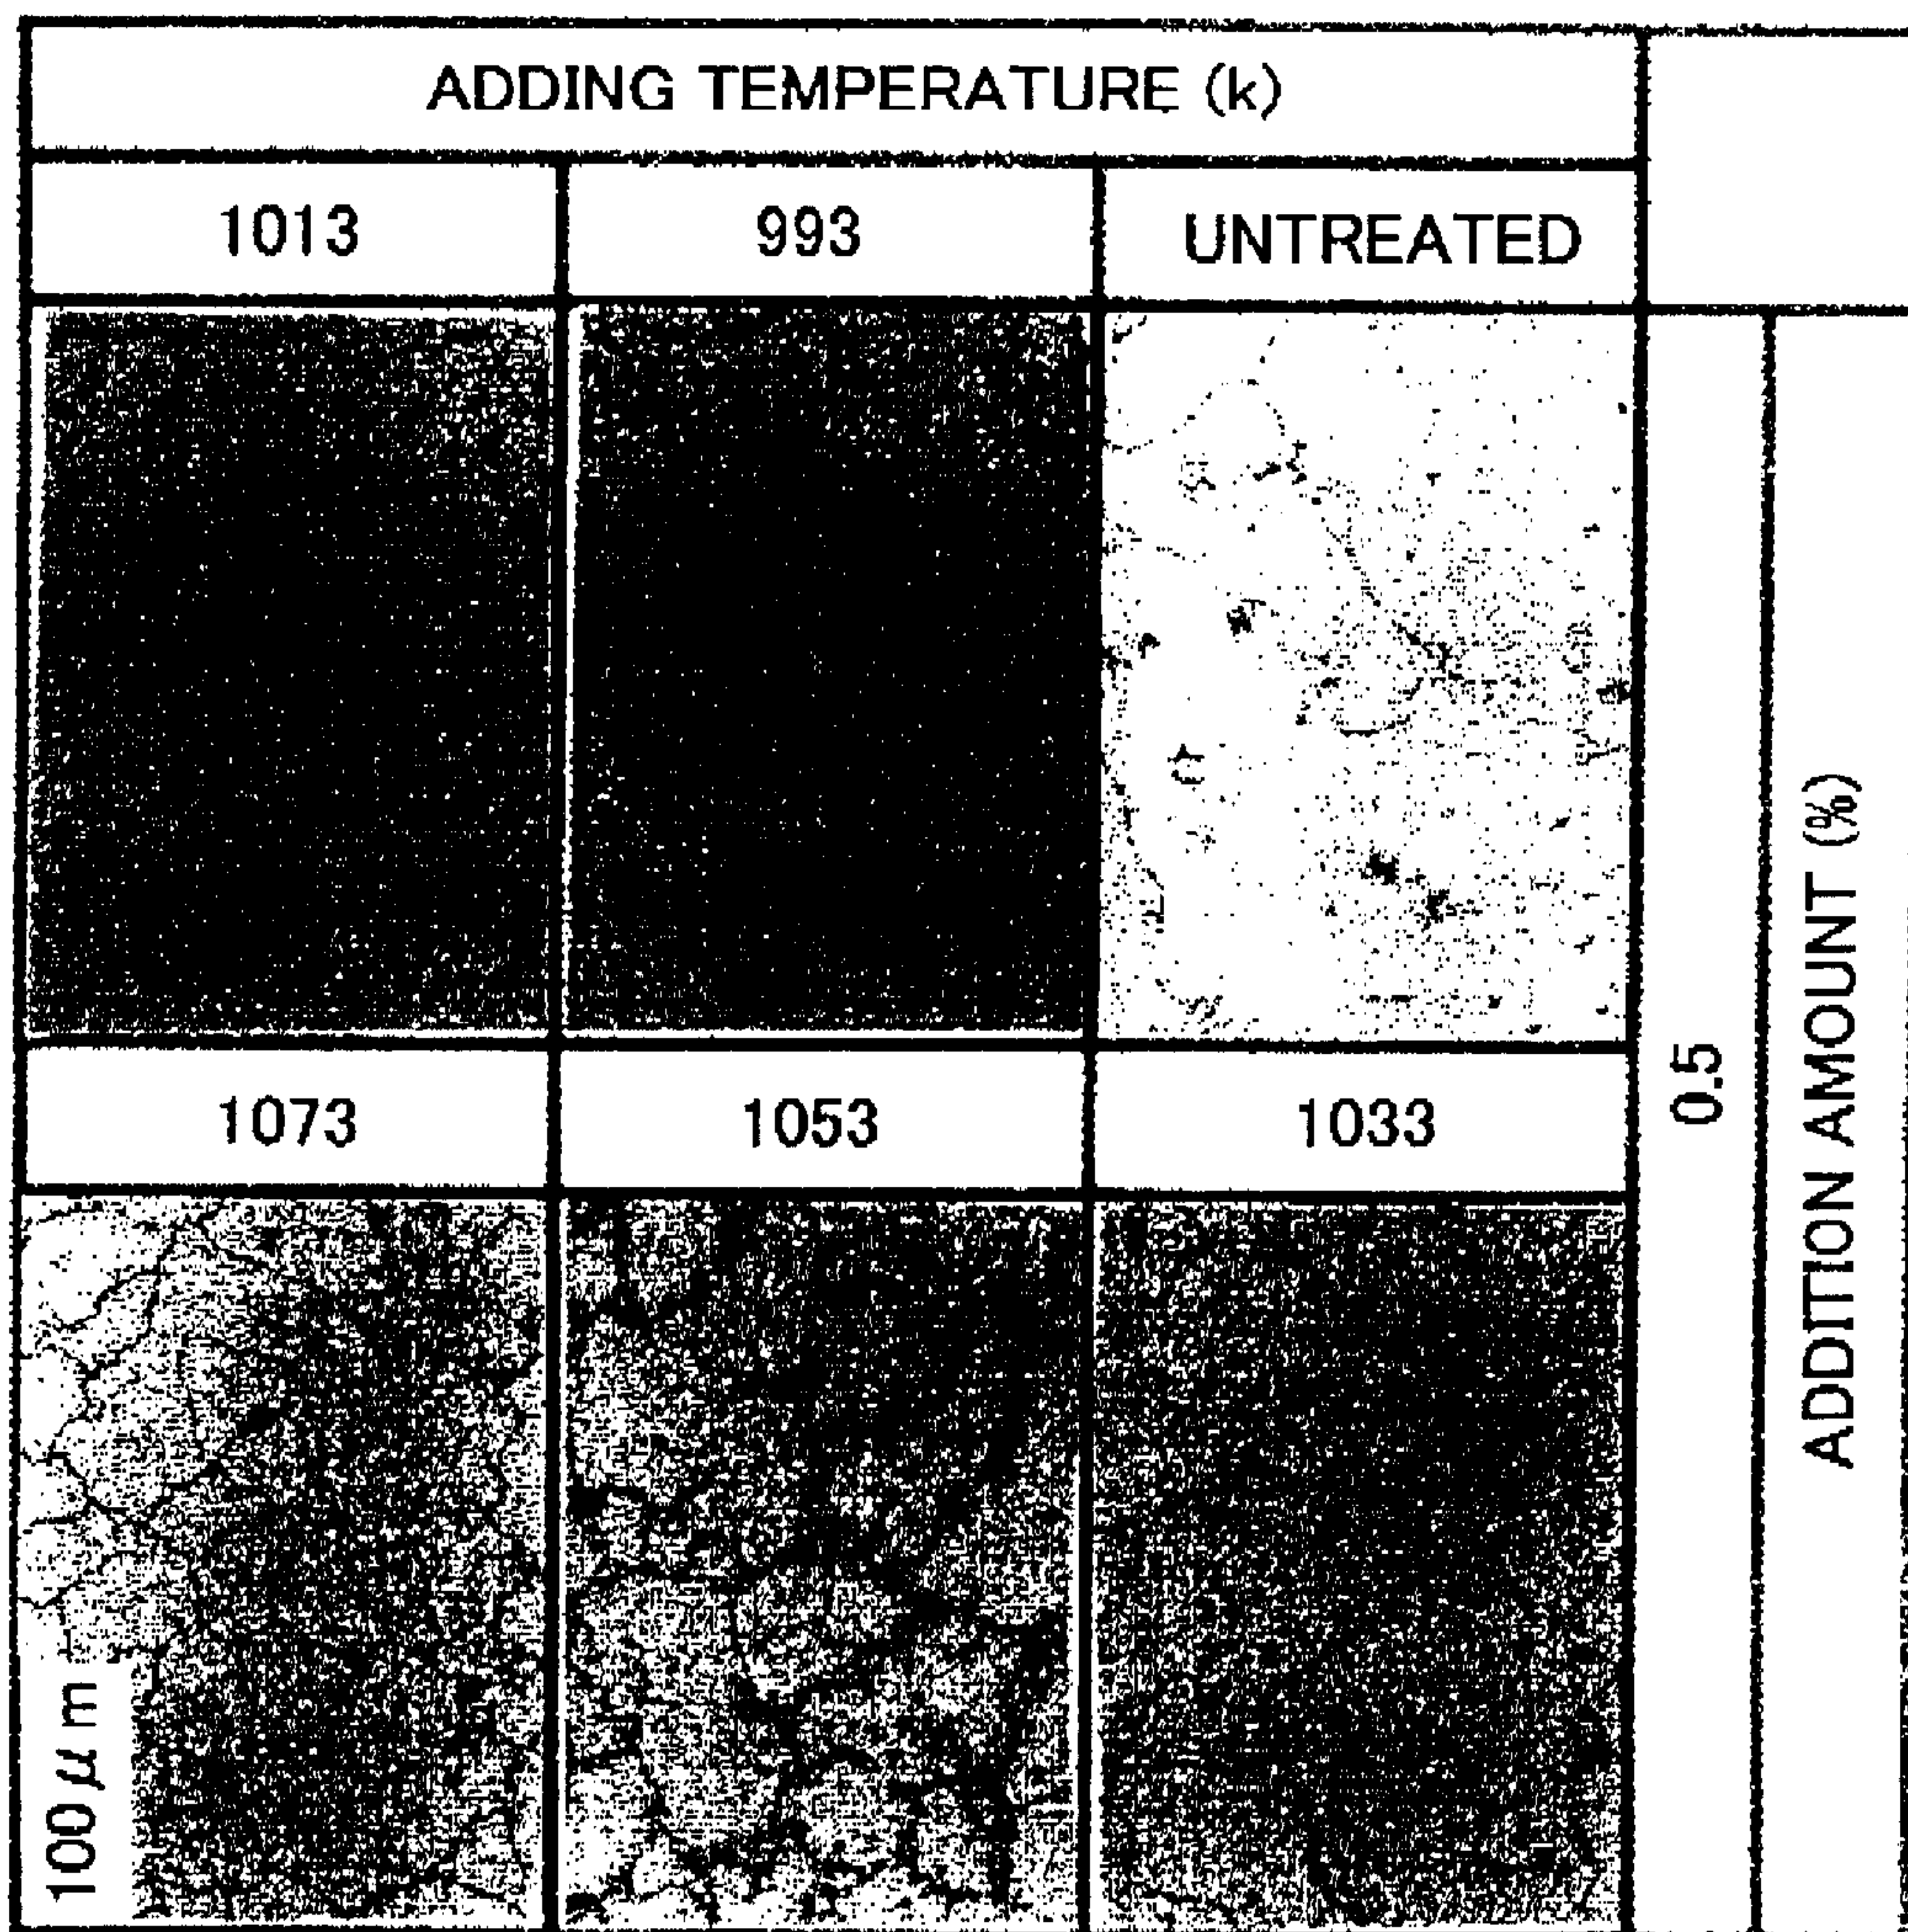 ADDING TEMPERATURE (k)
1013
993
UNTREATED
1073
1053
1033
100 μ m
0.5
ADDITION AMOUNT (%)